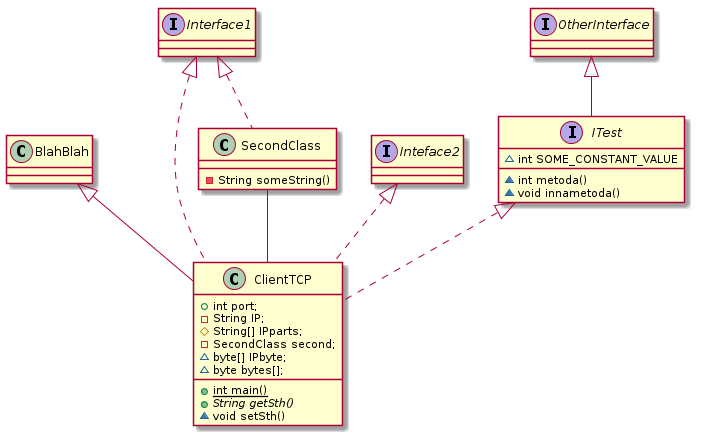 I Interface1
I OtherInterface
C BlahBlah
C SecondClass
String someString()
I Inteface2
I ITest
int SOME_CONSTANT_VALUE
int metoda()
void innametoda()
C ClientTCP
int port;
String IP;
String[] IPparts;
SecondClass second;
byte[] IPbyte;
byte bytes[];
int main()
String getSth()
void setSth()